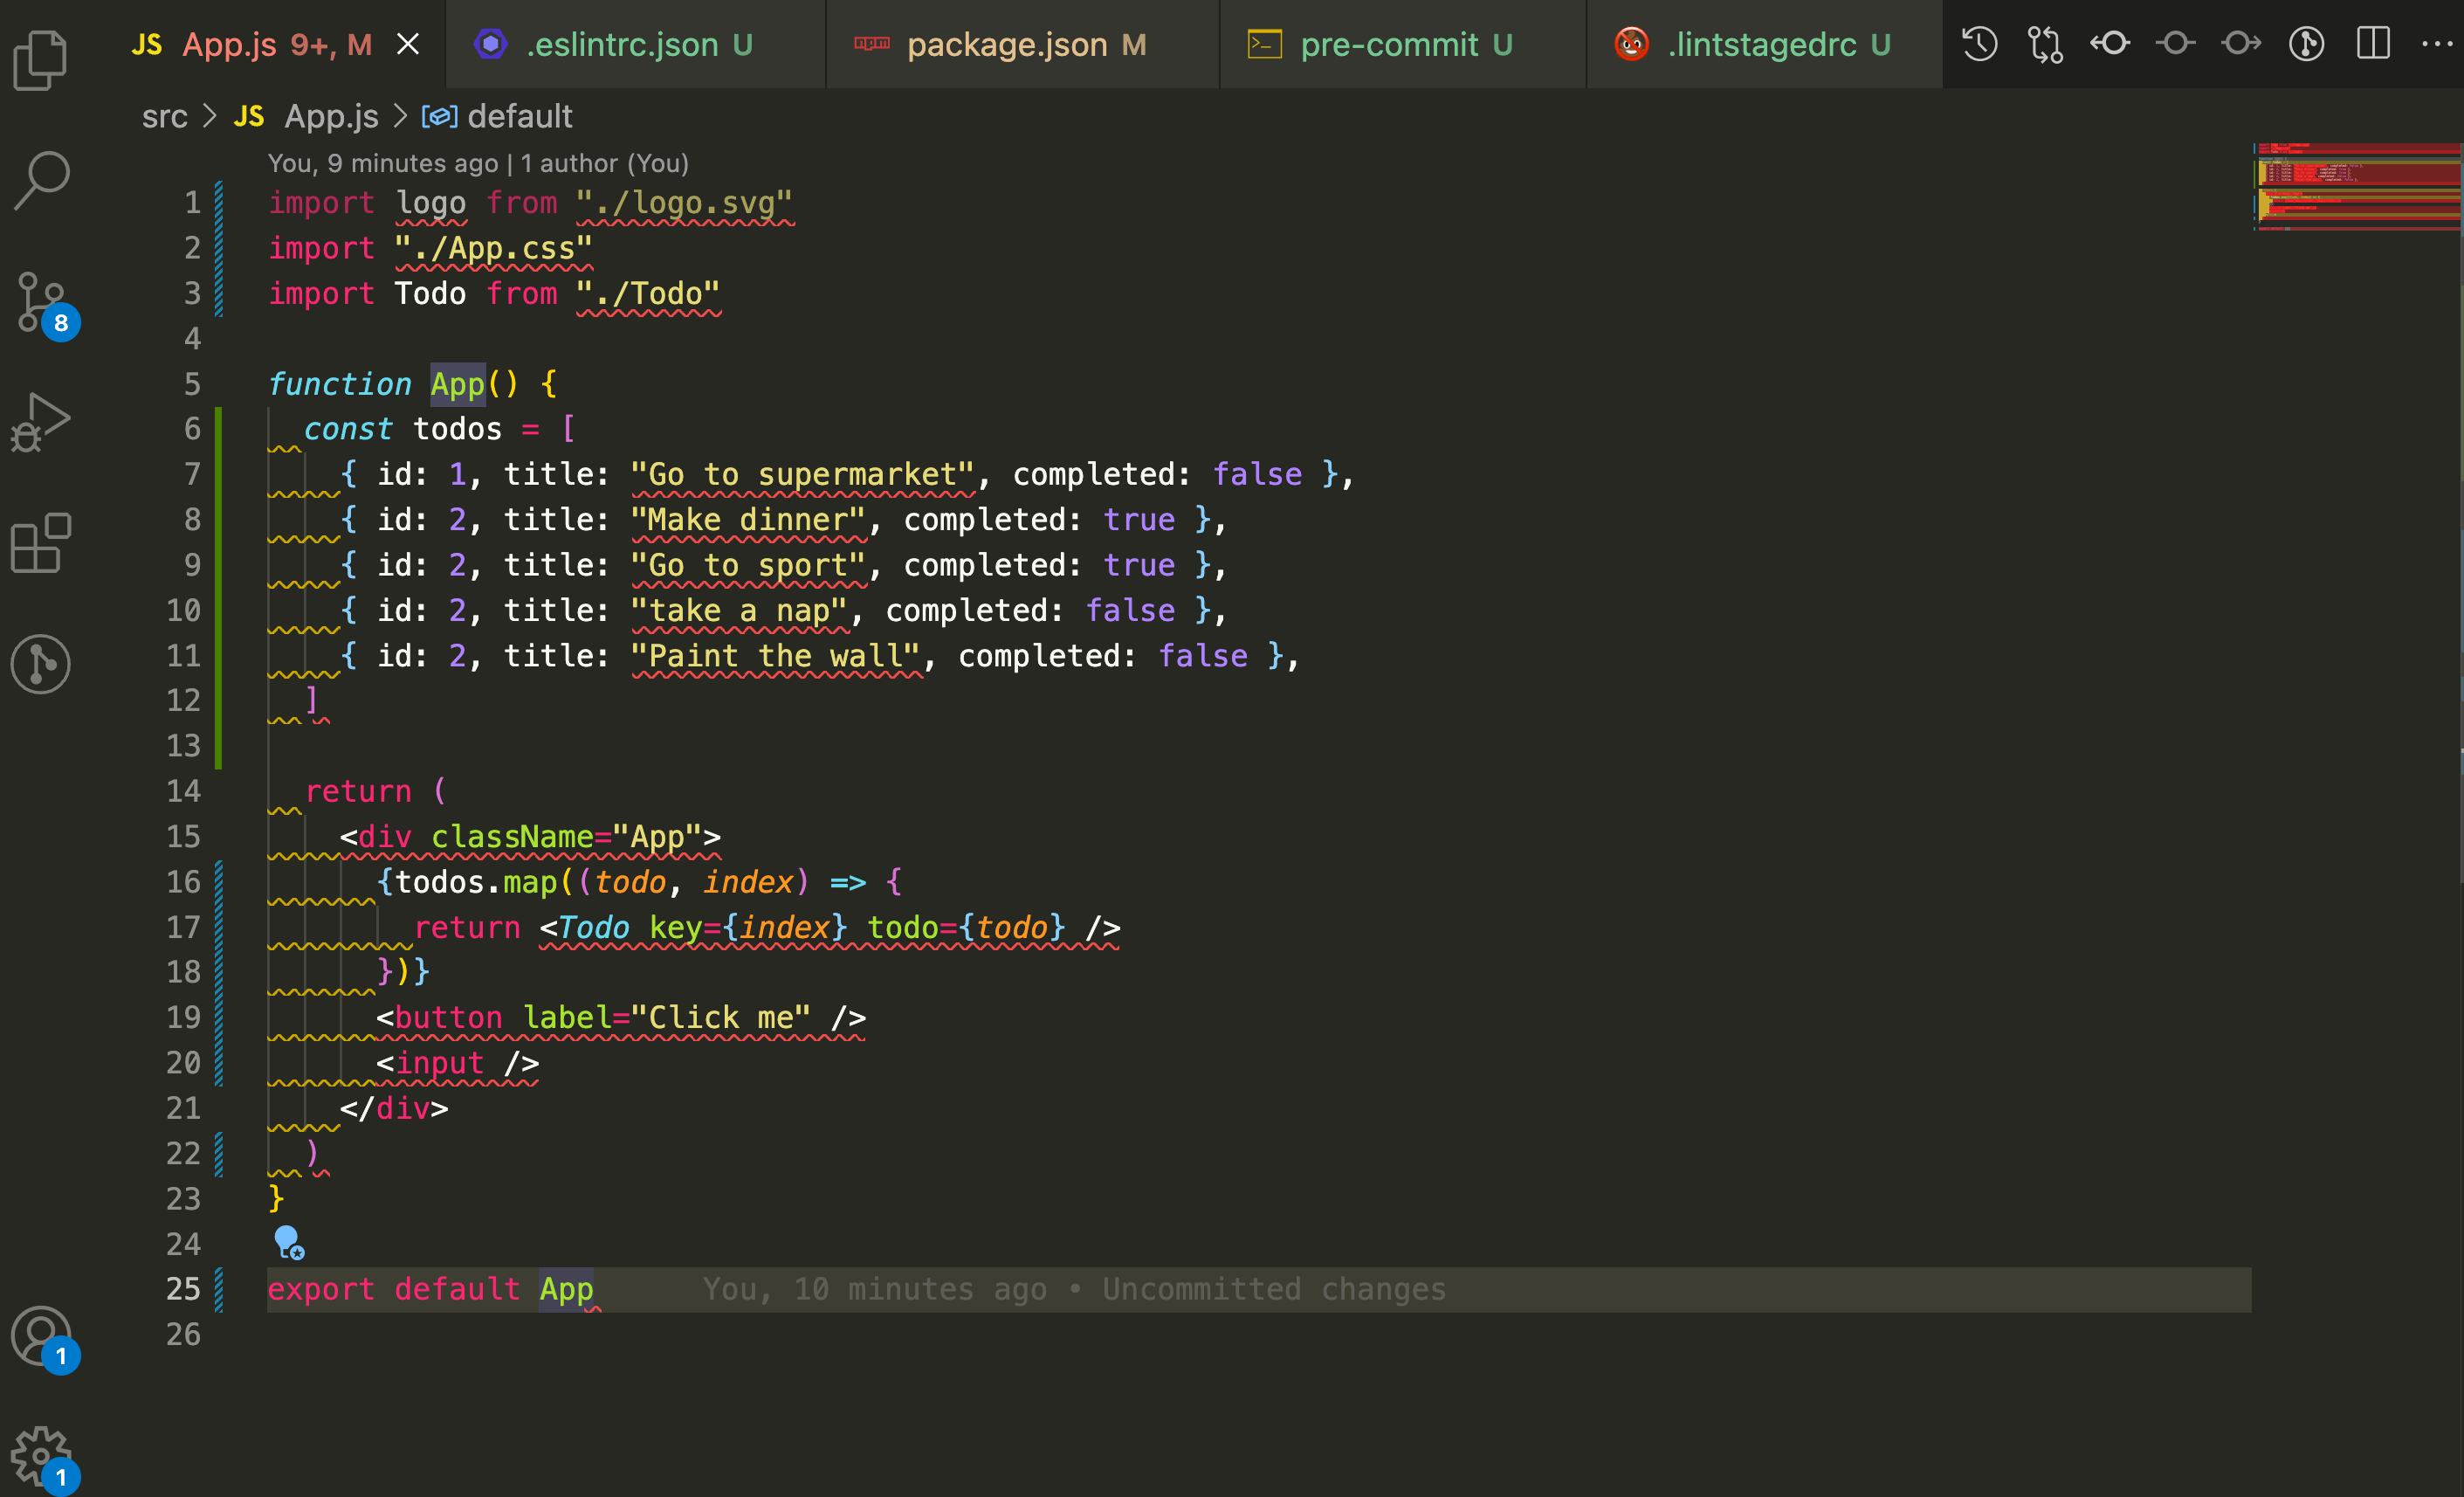 JS App.js 9+, M
.eslintrc.json U
npm package.json M
pre-commit U
.lintstagedrc U
src > JS App.js > default
You, 9 minutes ago | 1 author (You)
1 import logo from "./logo.svg"
2 import "./App.css"
3 import Todo from "./Todo"
4
5 function App() {
6 const todos = [
7 { id: 1, title: "Go to supermarket", completed: false },
8 { id: 2, title: "Make dinner", completed: true },
9 { id: 2, title: "Go to sport", completed: true },
10 { id: 2, title: "take a nap", completed: false },
11 { id: 2, title: "Paint the wall", completed: false },
12 ]
13
14 return (
15 <div className="App">
16 {todos.map((todo, index) => {
17 return <Todo key={index} todo={todo} />
18 })}
19 <button label="Click me" />
20 <input />
21 </div>
22 )
23 }
24
25 export default App You, 10 minutes ago • Uncommitted changes
26
8
1
1